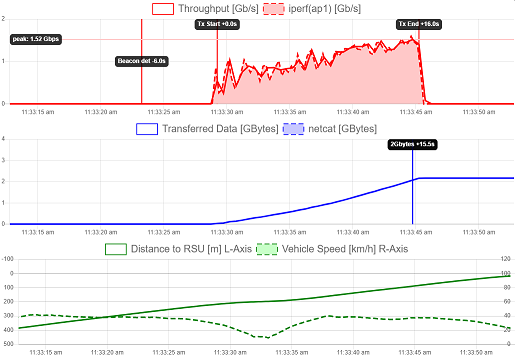 Throughput [Gb/s] iperf(ap1) [Gb/s]
2
Tx Start +0.0s Tx End +16.0s
peak: 1.52 Gbps
Beacon det -6.0s
1
0
11:33:15 am 11:33:20 am 11:33:25 am 11:33:30 am 11:33:35 am 11:33:40 am 11:33:45 am 11:33:50 am
Transferred Data [GBytes] netcat [GBytes]
4
2Gbytes +15.5s
3
2
1
0
11:33:15 am 11:33:20 am 11:33:25 am 11:33:30 am 11:33:35 am 11:33:40 am 11:33:45 am 11:33:50 am
Distance to RSU [m] L-Axis Vehicle Speed [km/h] R-Axis
-100 120
0 100
100 80
200 60
300 40
400 20
500 0
11:33:15 am 11:33:20 am 11:33:25 am 11:33:30 am 11:33:35 am 11:33:40 am 11:33:45 am 11:33:50 am